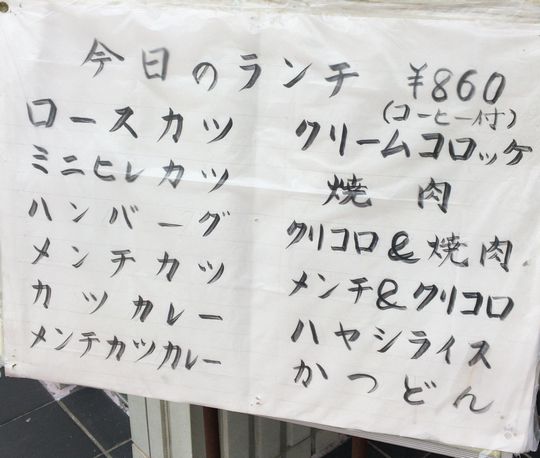 今日のランチ ¥860
(コーヒー付)
ロースカツ
ミニヒレカツ
ハンバーグ
メンチカツ
カツカレー
メンチカツカレー
クリームコロッケ
焼肉
クリコロ&焼肉
メンチ&クリコロ
ハヤシライス
かつどん